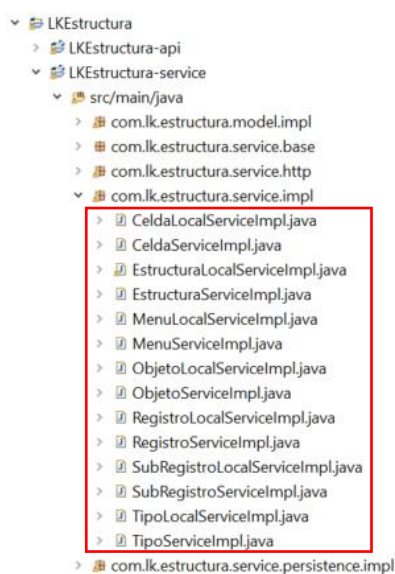 LKEstructura
LKEstructura-api
LKEstructura-service
src/main/java
com.lk.estructura.model.impl
com.lk.estructura.service.base
com.lk.estructura.service.http
com.lk.estructura.service.impl
CeldaLocalServiceImpl.java
CeldaServiceImpl.java
EstructuraLocalServiceImpl.java
EstructuraServiceImpl.java
MenuLocalServiceImpl.java
MenuServiceImpl.java
ObjetoLocalServiceImpl.java
ObjetoServiceImpl.java
RegistroLocalServiceImpl.java
RegistroServiceImpl.java
SubRegistroLocalServiceImpl.java
SubRegistroServiceImpl.java
TipoLocalServiceImpl.java
TipoServiceImpl.java
com.lk.estructura.service.persistence.impl